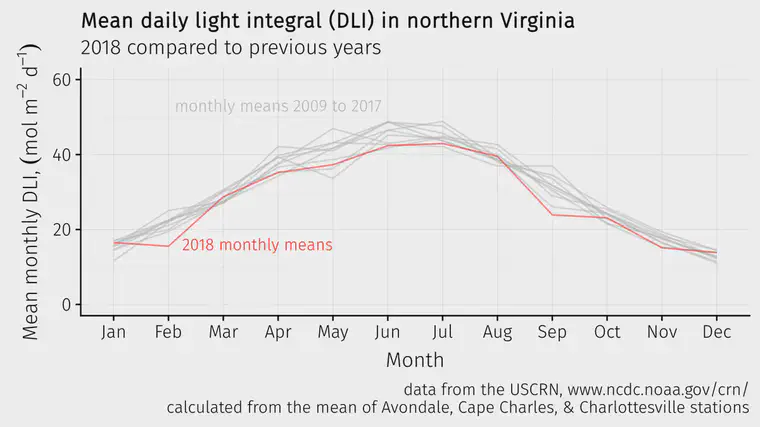 Mean daily light integral (DLI) in northern Virginia
2018 compared to previous years
Mean monthly DLI, (mol m⁻² d⁻¹)
60
40
20
0
monthly means 2009 to 2017
2018 monthly means
Jan Feb Mar Apr May Jun Jul Aug Sep Oct Nov Dec
Month
data from the USCRN, www.ncdc.noaa.gov/crn/
calculated from the mean of Avondale, Cape Charles, & Charlottesville stations